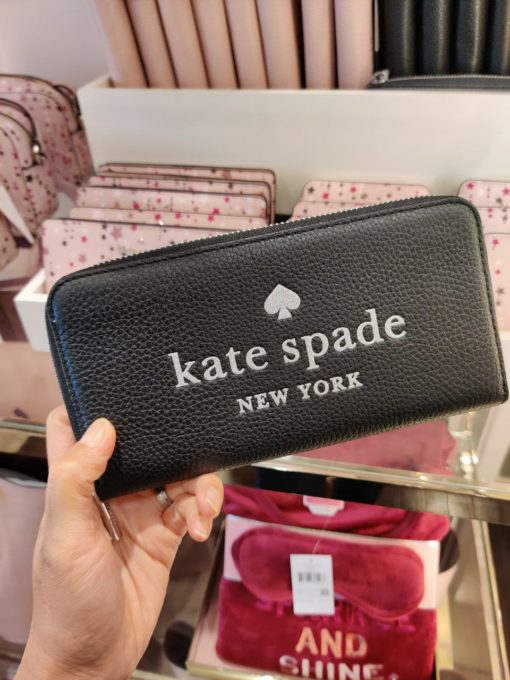 kate spade
NEW YORK
AND
SHINE.